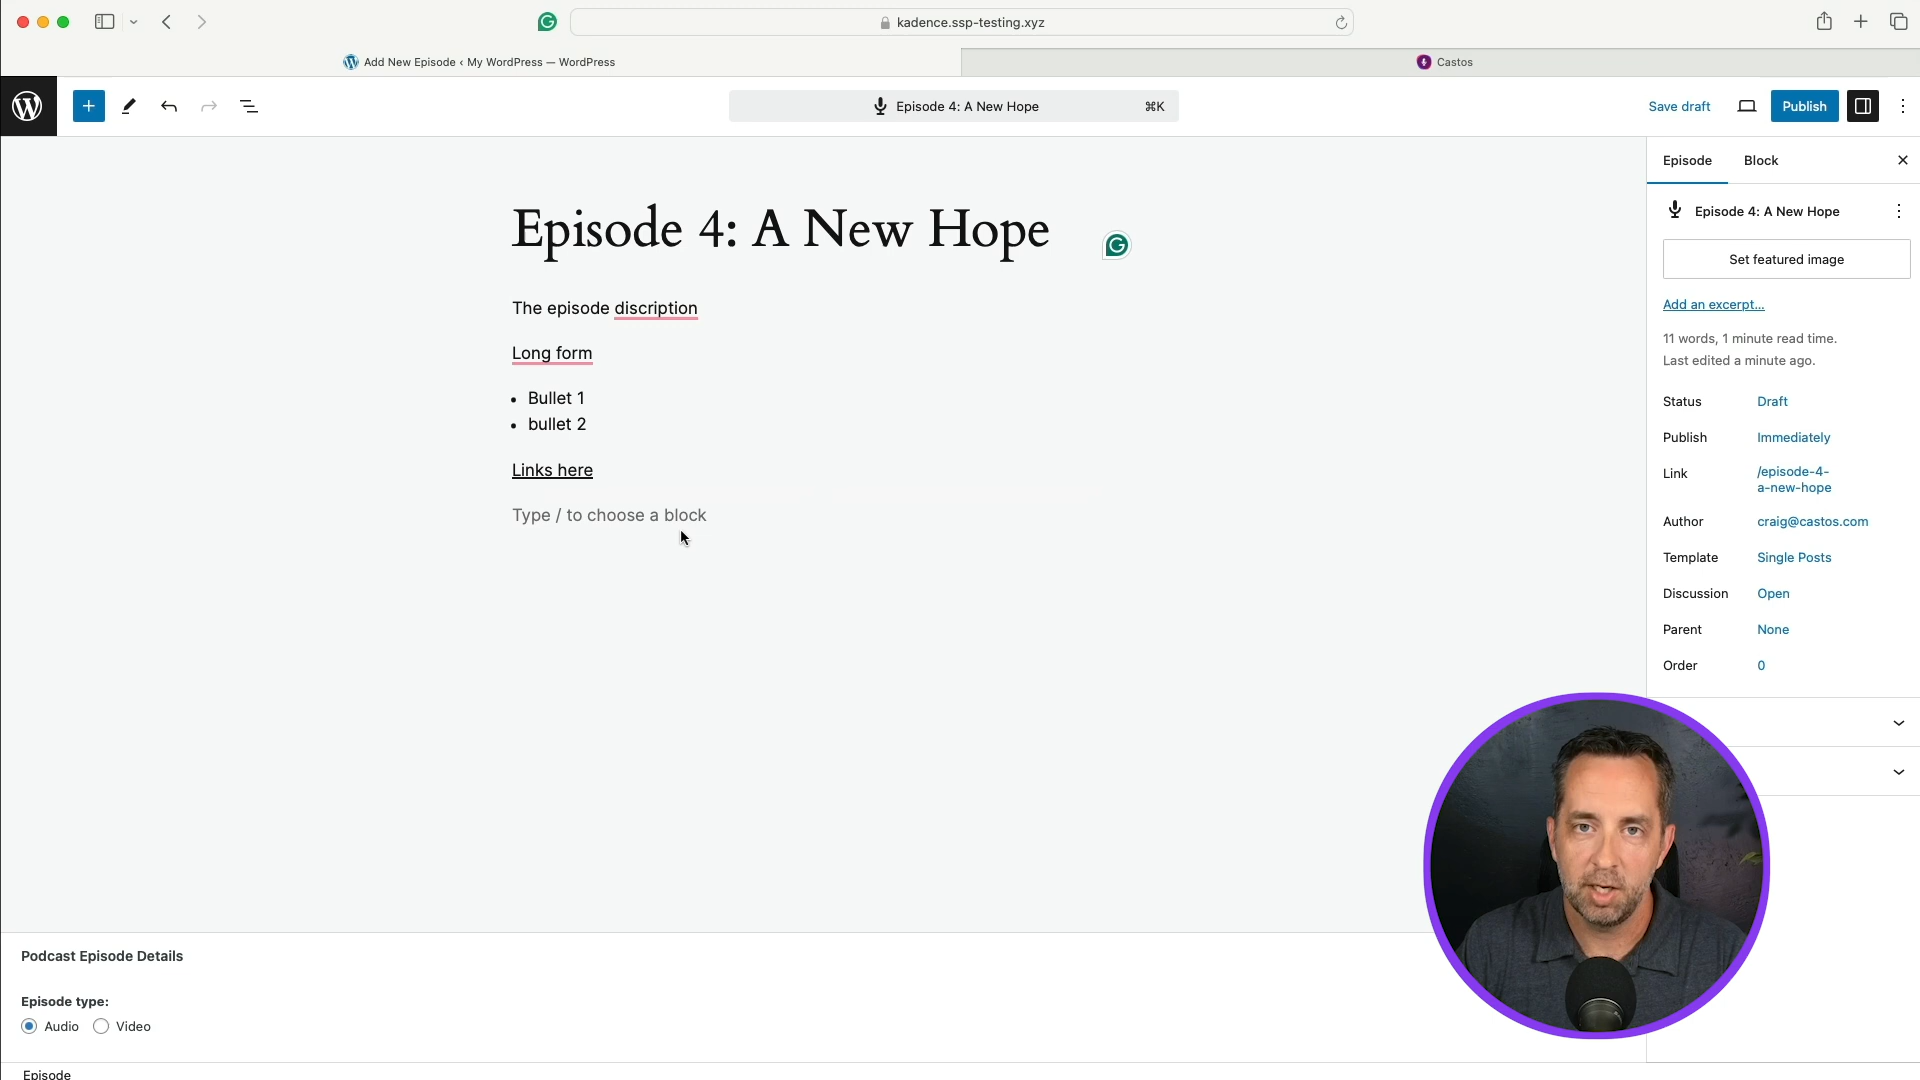 kadence.ssp-testing.xyz
Add New Episode ‹ My WordPress — WordPress
Castos
Episode 4: A New Hope
⌘K
Save draft
Publish
Episode
Block
Episode 4: A New Hope
Episode 4: A New Hope
Set featured image
The episode discription
Add an excerpt...
11 words, 1 minute read time.
Last edited a minute ago.
Long form
Bullet 1
bullet 2
Links here
Type / to choose a block
Status
Draft
Publish
Immediately
Link
/episode-4-
a-new-hope
Author
craig@castos.com
Template
Single Posts
Discussion
Open
Parent
None
Order
0
Podcast Episode Details
Episode type:
Audio
Video
Episode